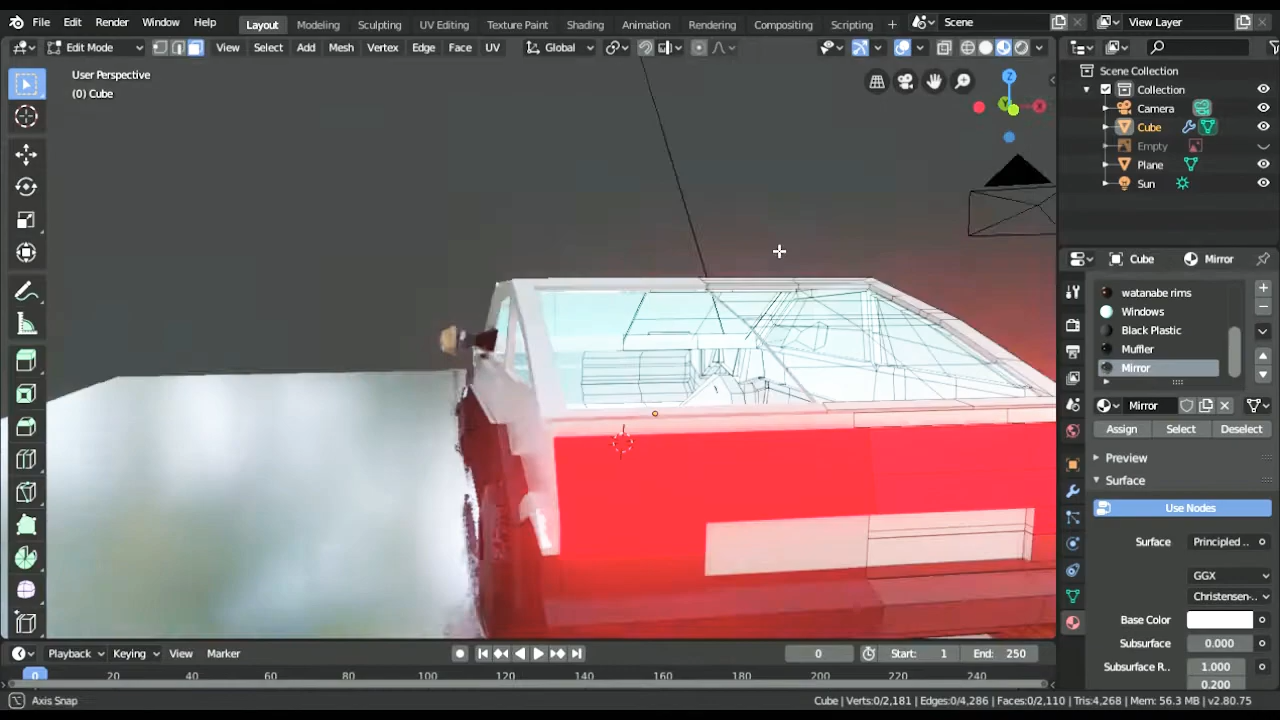 File Edit Render Window Help Layout Modeling Sculpting UV Editing Texture Paint Shading Animation Rendering Compositing Scripting + Scene View Layer
Edit Mode View Select Add Mesh Vertex Edge Face UV Global
User Perspective
(0) Cube
Z
Y
X
Scene Collection
Collection
Camera
Cube
Empty
Plane
Sun
Cube Mirror
watanabe rims
Windows
Black Plastic
Muffler
Mirror
Mirror
Assign Select Deselect
Preview
Surface
Use Nodes
Surface Principled ..
GGX
Christensen-..
Base Color
Subsurface 0.000
Subsurface R.. 1.000
0.200
Playback Keying View Marker 0 Start: 1 End: 250
0 20 40 60 80 100 120 140 160 180 200 220 240
Axis Snap Cube | Verts:0/2,181 | Edges:0/4,286 | Faces:0/2,110 | Tris:4,268 | Mem: 56.3 MB | v2.80.75